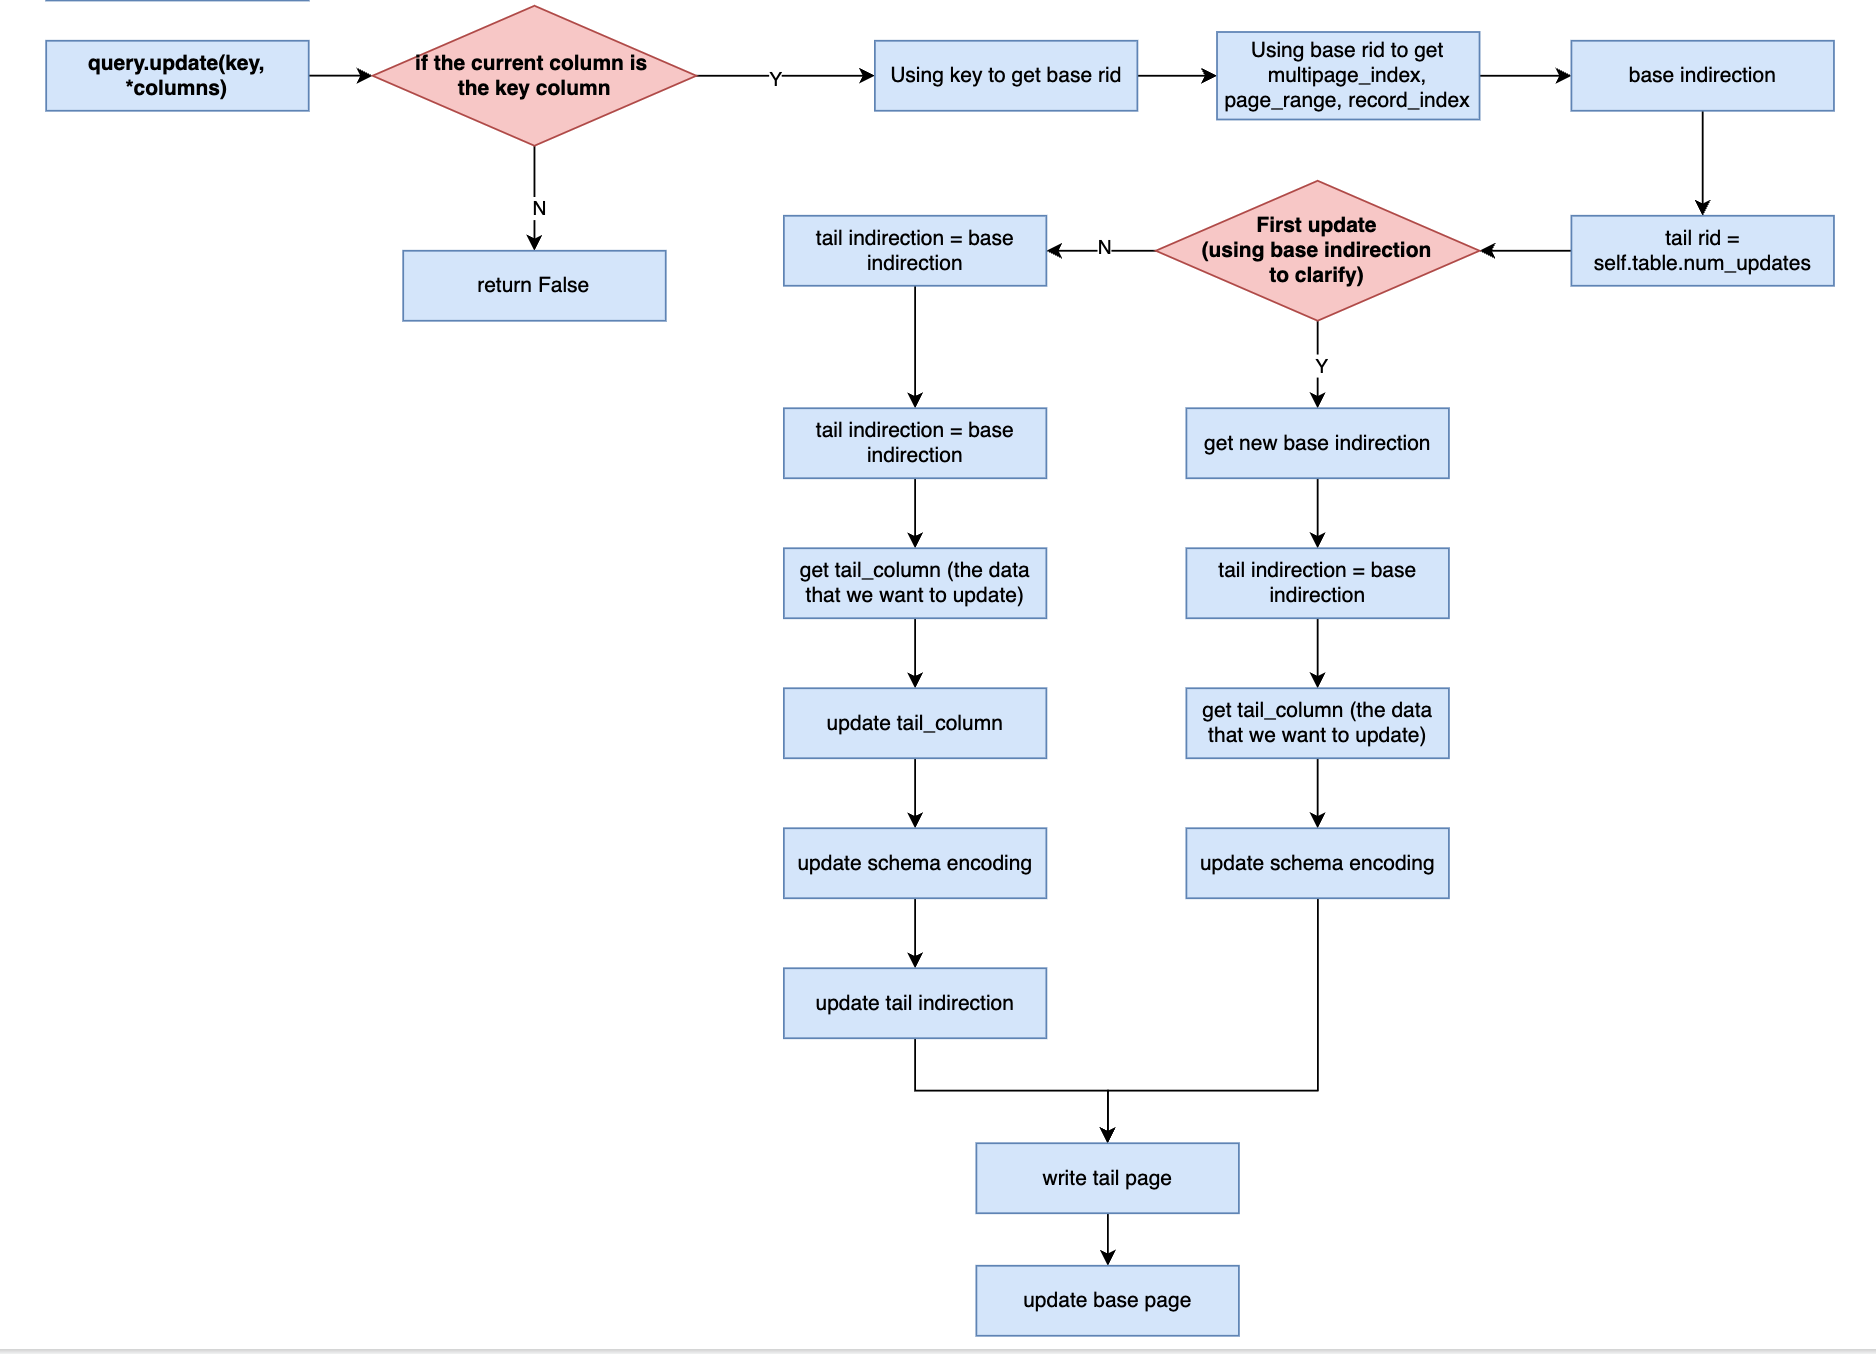 query.update(key,
*columns)
if the current column is
the key column
Y
Using key to get base rid
Using base rid to get
multipage_index,
page_range, record_index
base indirection
N
return False
tail rid =
self.table.num_updates
First update
(using base indirection
to clarify)
N
tail indirection = base
indirection
Y
tail indirection = base
indirection
get tail_column (the data
that we want to update)
update tail_column
update schema encoding
update tail indirection
get new base indirection
tail indirection = base
indirection
get tail_column (the data
that we want to update)
update schema encoding
write tail page
update base page